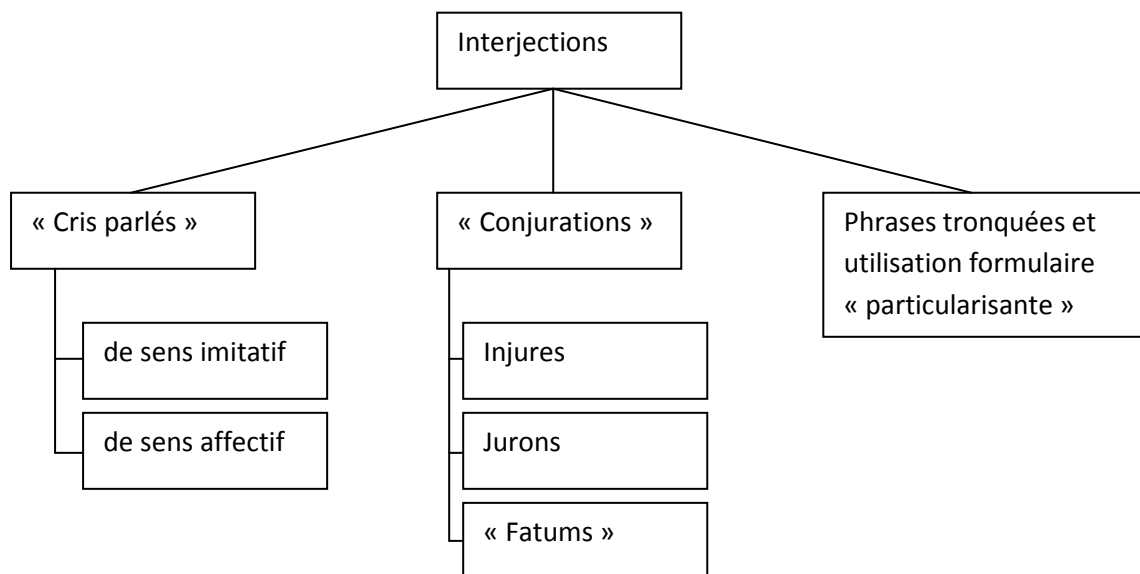 Interjections
« Cris parlés »
de sens imitatif
de sens affectif
« Conjurations »
Injures
Jurons
« Fatums »
Phrases tronquées et
utilisation formulaire
« particularisante »